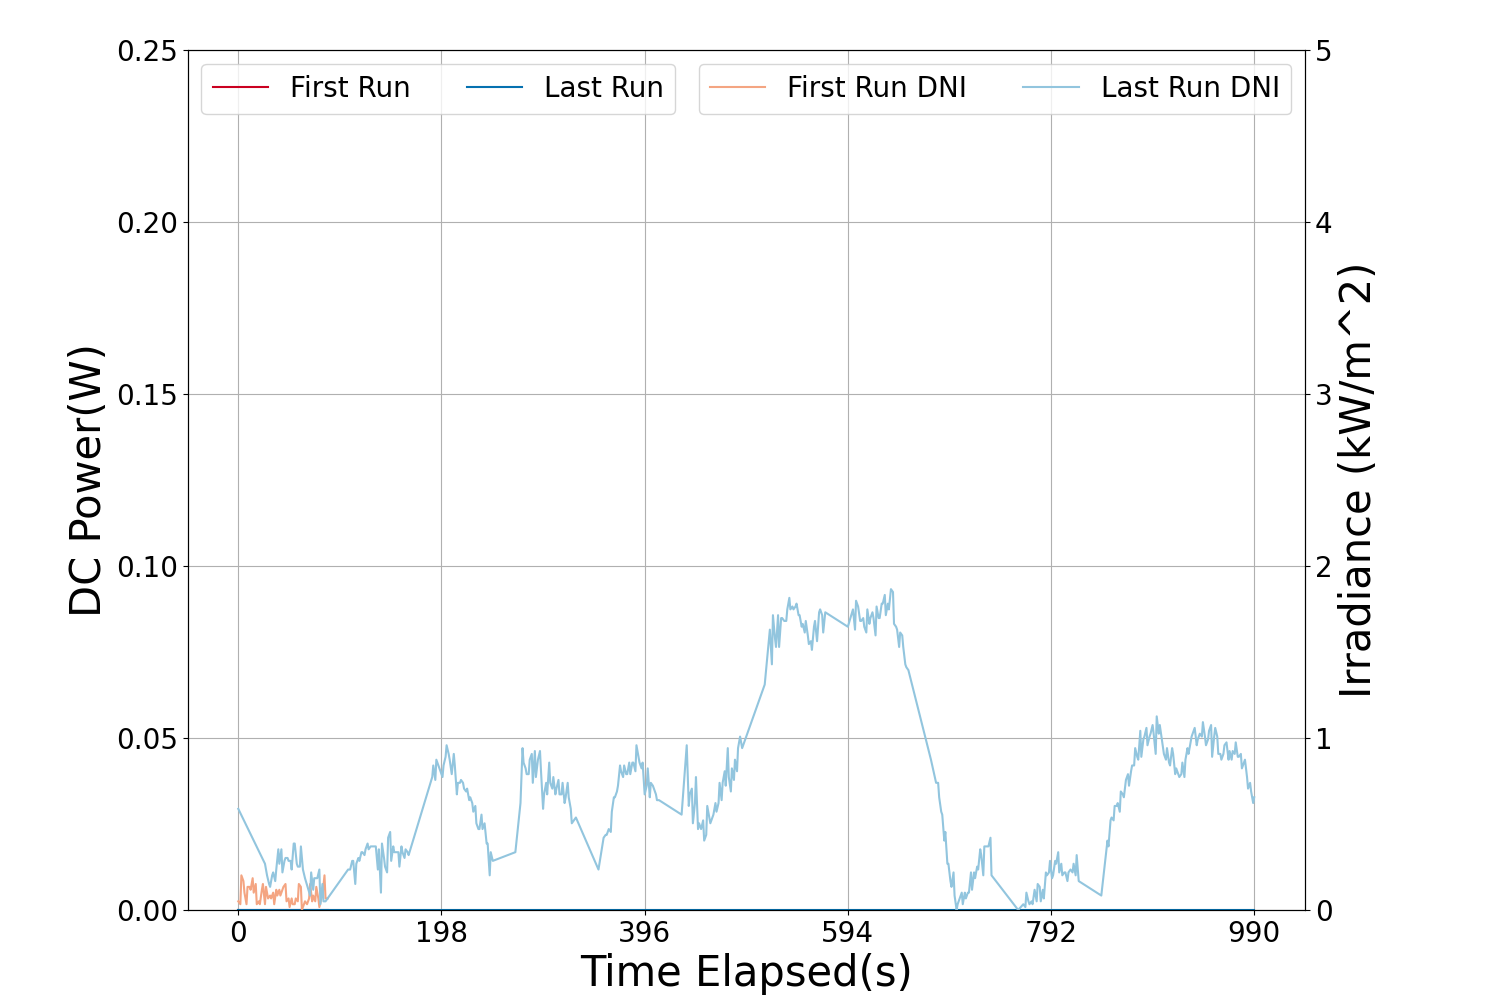 First Run
Last Run
First Run DNI
Last Run DNI
0.25
0.20
0.15
0.10
0.05
0.00
DC Power(W)
5
4
3
2
1
0
Irradiance (kW/m^2)
0
198
396
594
792
990
Time Elapsed(s)